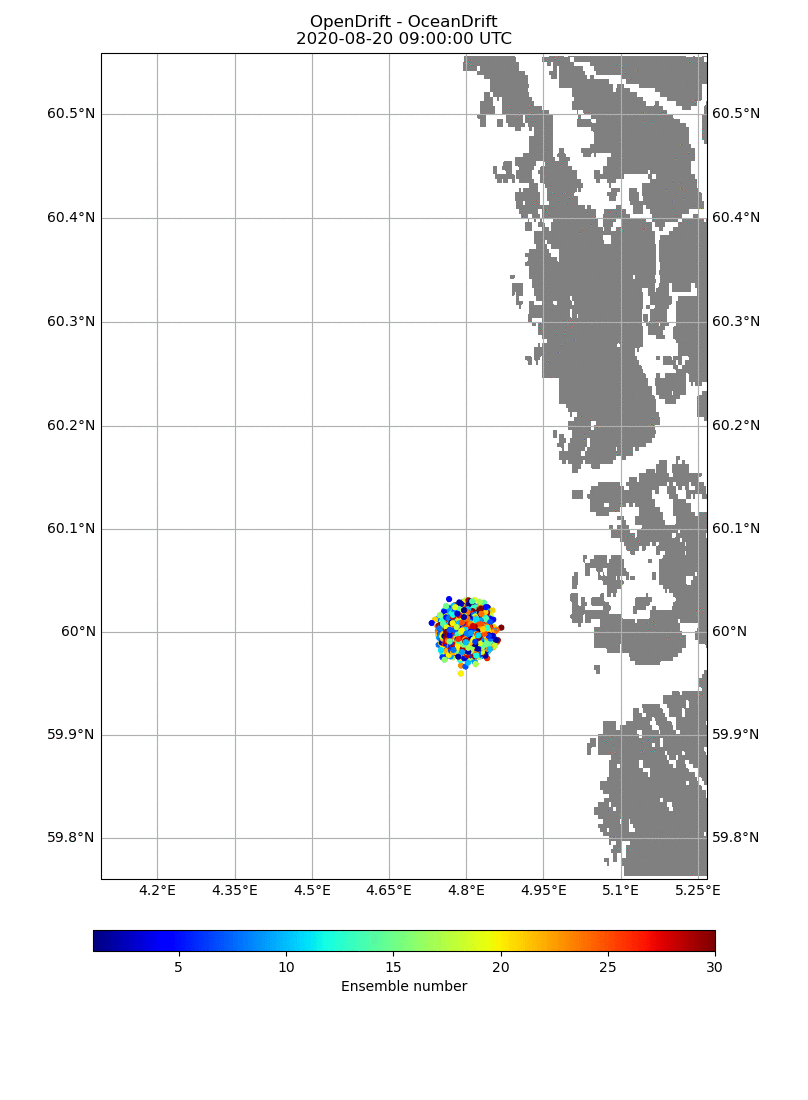 OpenDrift - OceanDrift
2020-08-20 09:00:00 UTC
60.5°N 60.5°N
60.4°N 60.4°N
60.3°N 60.3°N
60.2°N 60.2°N
60.1°N 60.1°N
60°N 60°N
59.9°N 59.9°N
59.8°N 59.8°N
4.2°E 4.35°E 4.5°E 4.65°E 4.8°E 4.95°E 5.1°E 5.25°E
5 10 15 20 25 30
Ensemble number